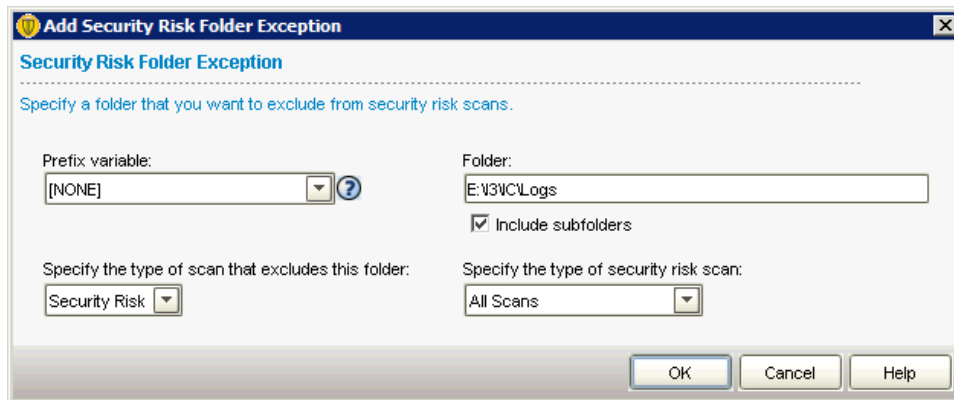 Add Security Risk Folder Exception
Security Risk Folder Exception
Specify a folder that you want to exclude from security risk scans.
Prefix variable:
[NONE]
Folder:
E:\I3\IC\Logs
Include subfolders
Specify the type of scan that excludes this folder:
Security Risk
Specify the type of security risk scan:
All Scans
OK
Cancel
Help